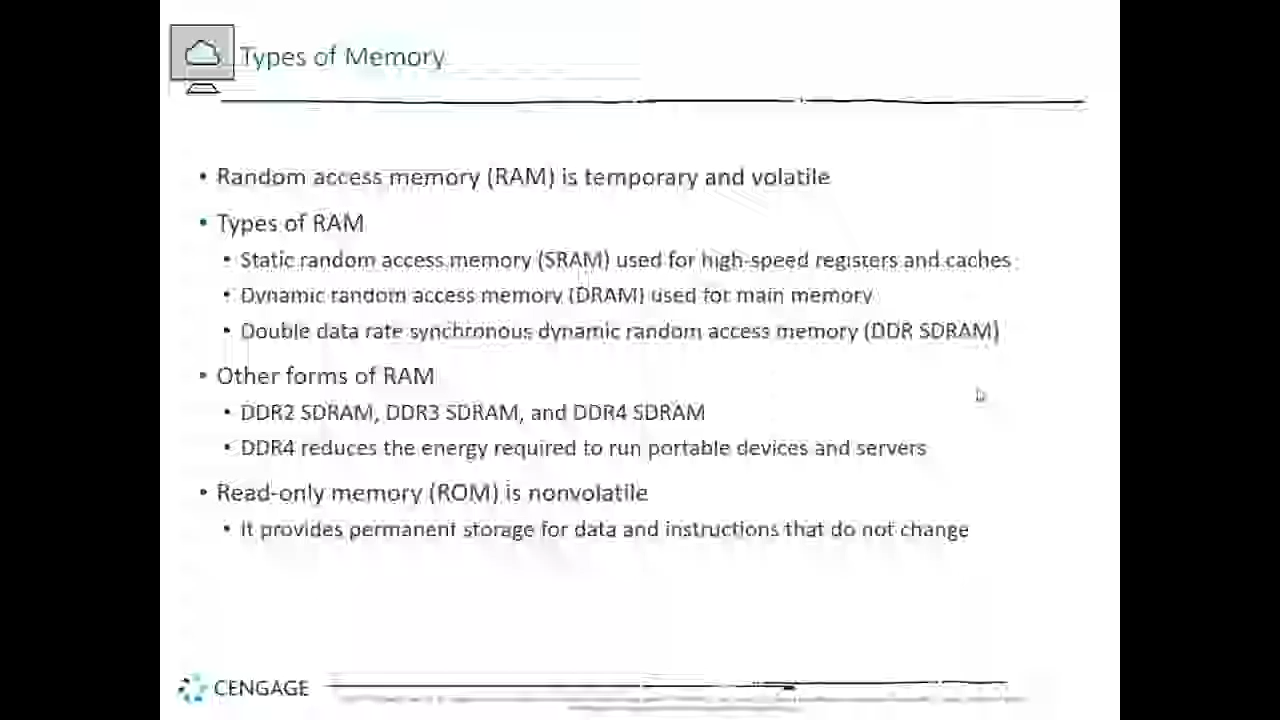 Types of Memory
• Random access memory (RAM) is temporary and volatile
• Types of RAM
• Static random access memory (SRAM) used for high-speed registers and caches
• Dynamic random access memory (DRAM) used for main memory
• Double data rate synchronous dynamic random access memory (DDR SDRAM)
• Other forms of RAM
• DDR2 SDRAM, DDR3 SDRAM, and DDR4 SDRAM
• DDR4 reduces the energy required to run portable devices and servers
• Read-only memory (ROM) is nonvolatile
• It provides permanent storage for data and instructions that do not change
CENGAGE